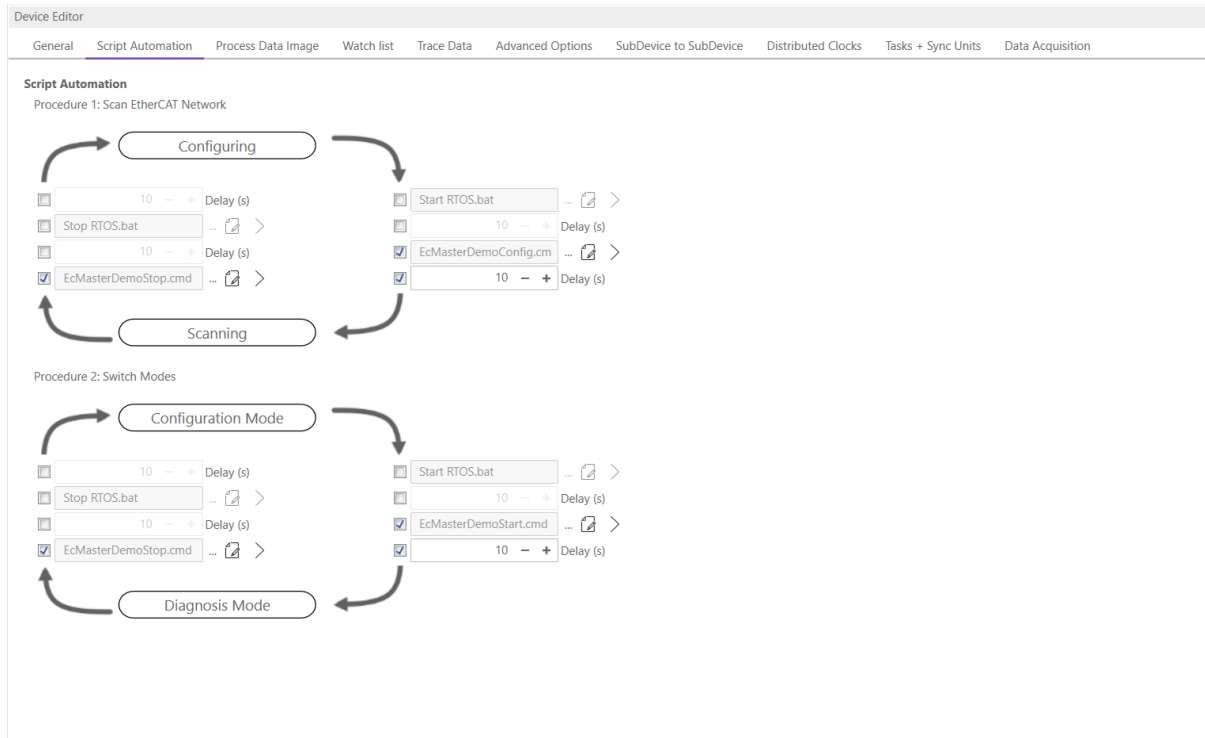 Device Editor
General Script Automation Process Data Image Watch list Trace Data Advanced Options SubDevice to SubDevice Distributed Clocks Tasks + Sync Units Data Acquisition
Script Automation
Procedure 1: Scan EtherCAT Network
Configuring
10 − + Delay (s)
Start RTOS.bat ...
Stop RTOS.bat ...
10 − + Delay (s)
10 − + Delay (s)
EcMasterDemoConfig.cm ...
EcMasterDemoStop.cmd ...
10 − + Delay (s)
Scanning
Procedure 2: Switch Modes
Configuration Mode
10 − + Delay (s)
Start RTOS.bat ...
Stop RTOS.bat ...
10 − + Delay (s)
10 − + Delay (s)
EcMasterDemoStart.cmd ...
EcMasterDemoStop.cmd ...
10 − + Delay (s)
Diagnosis Mode